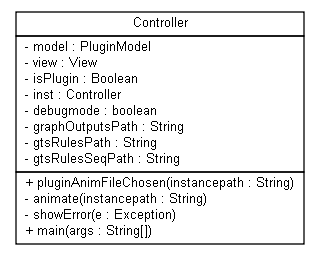 Controller
- model : PluginModel
- view : View
- isPlugin : Boolean
- inst : Controller
- debugmode : boolean
- graphOutputsPath : String
- gtsRulesPath : String
- gtsRulesSeqPath : String
+ pluginAnimFileChosen(instancepath : String)
- animate(instancepath : String)
- showError(e : Exception)
+ main(args : String[])